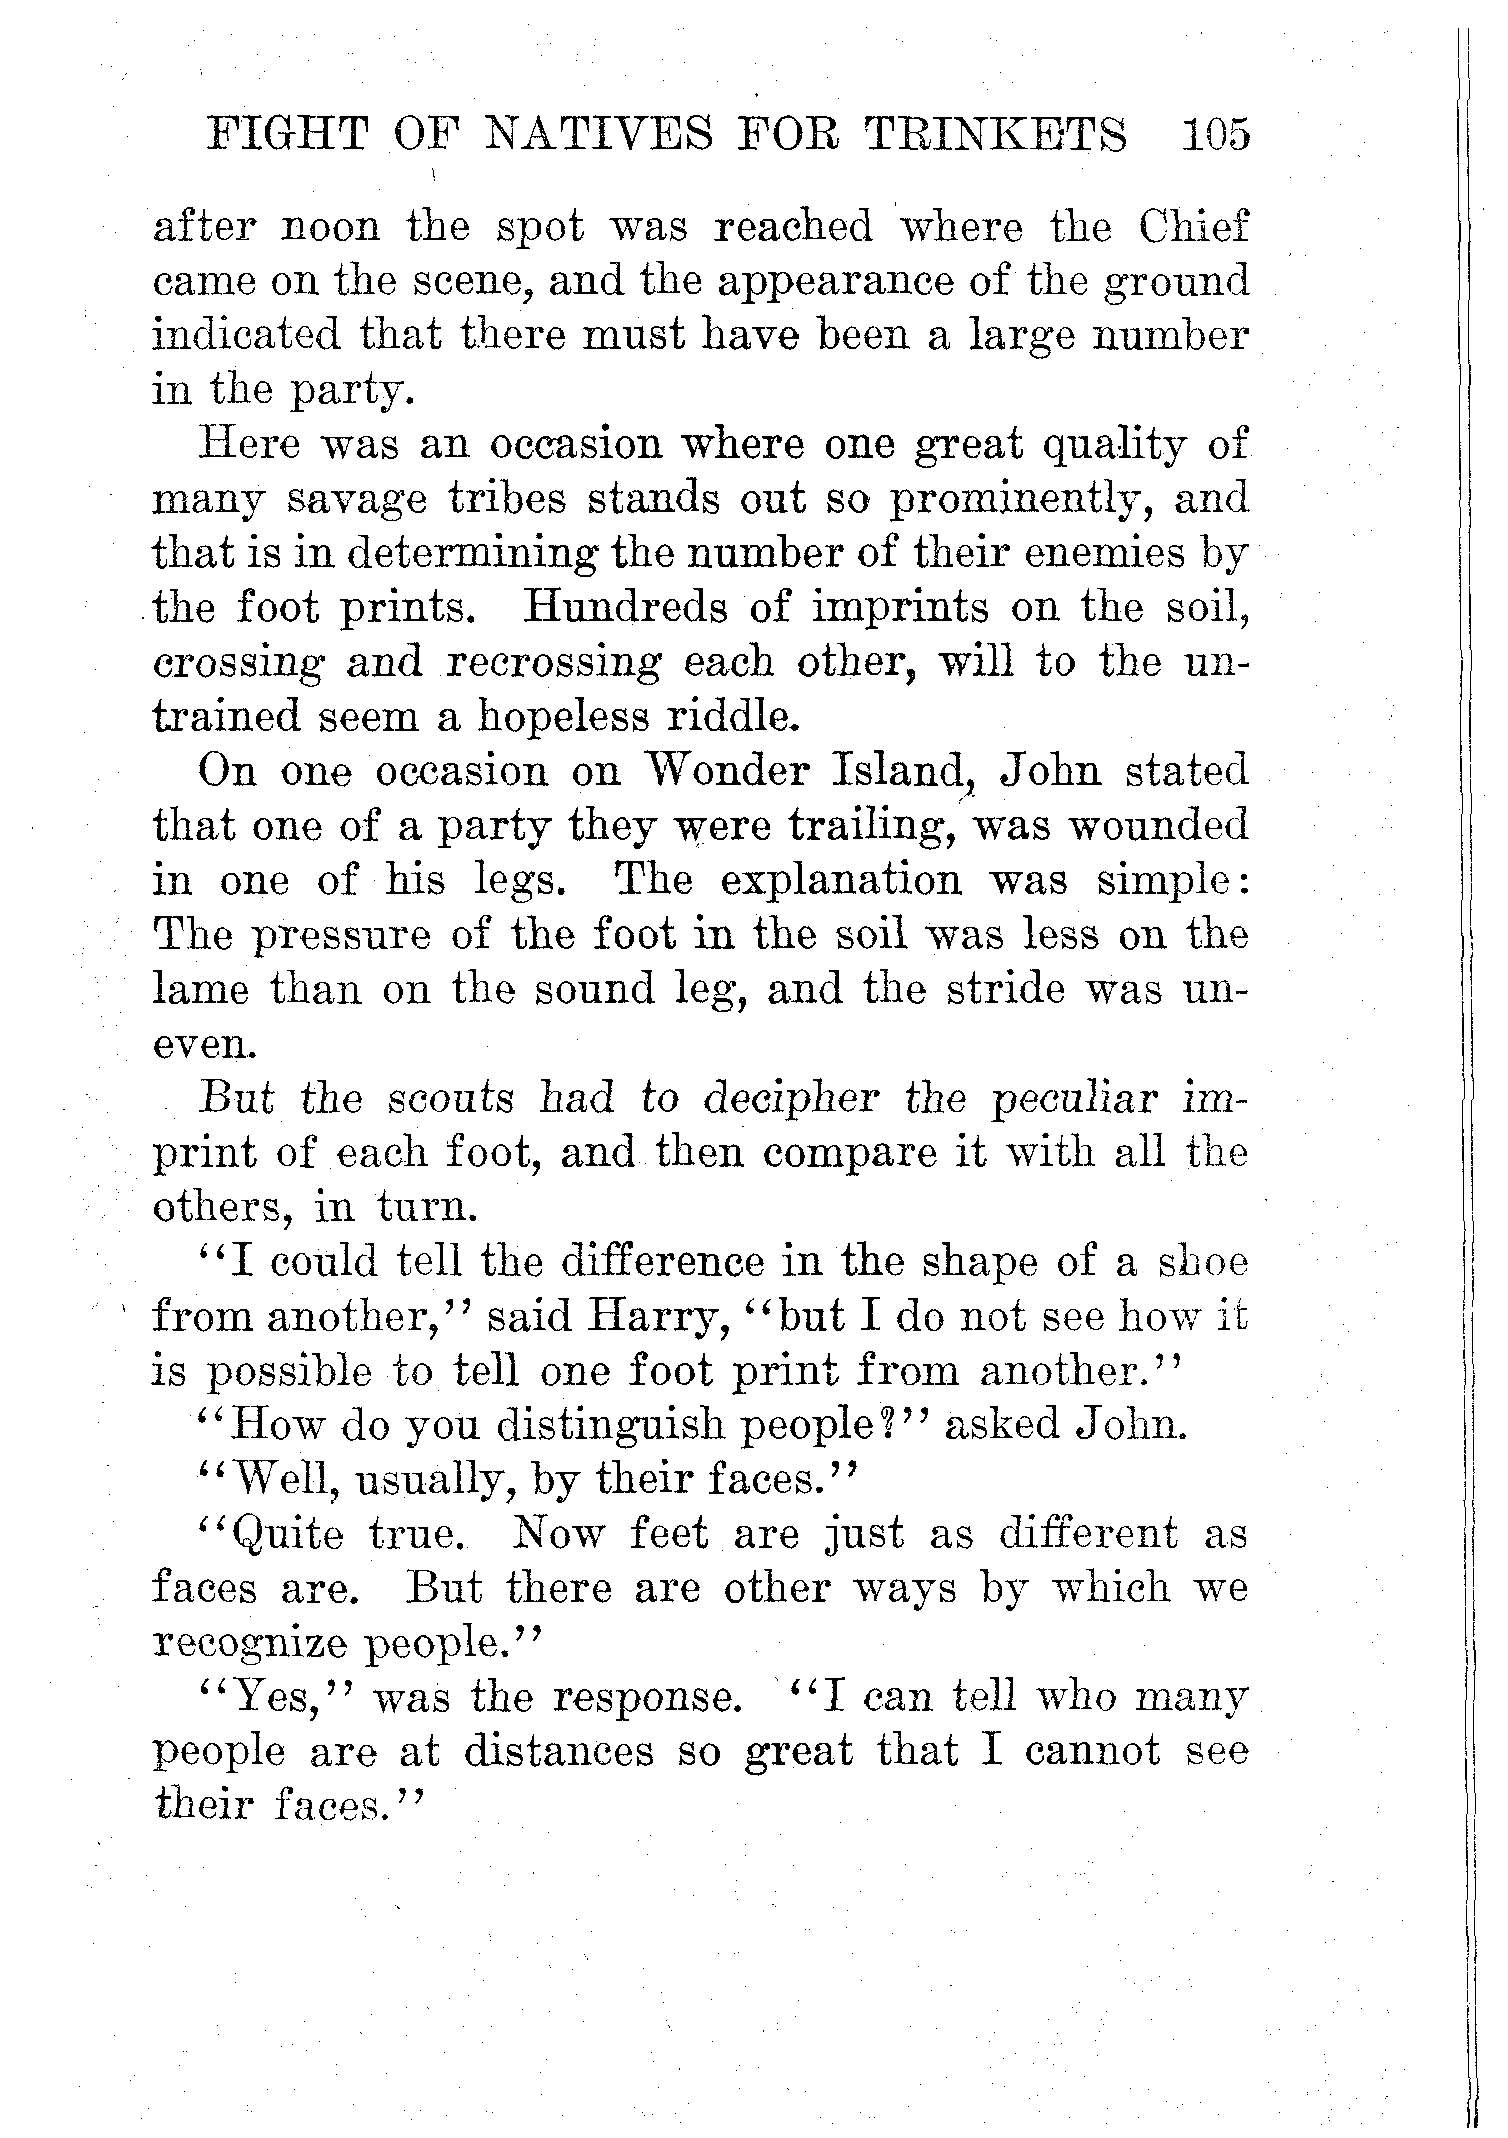 FIGHT OF NATIVES FOR TRINKETS 105
after noon the spot was reached where the Chief
came on the scene, and the appearance of the ground
indicated that there must have been a large number
in the party.
Here was an occasion where one great quality of
many savage tribes stands out so prominently, and
that is in determining the number of their enemies by
the foot prints. Hundreds of imprints on the soil,
crossing and recrossing each other, will to the un-
trained seem a hopeless riddle.
On one occasion on Wonder Island, John stated
that one of a party they were trailing, was wounded
in one of his legs. The explanation was simple:
The pressure of the foot in the soil was less on the
lame than on the sound leg, and the stride was un-
even.
But the scouts had to decipher the peculiar im-
print of each foot, and then compare it with all the
others, in turn.
"I could tell the difference in the shape of a shoe
from another," said Harry, "but I do not see how it
is possible to tell one foot print from another."
"How do you distinguish people?" asked John.
"Well, usually, by their faces."
"Quite true. Now feet are just as different as
faces are. But there are other ways by which we
recognize people."
"Yes," was the response. "I can tell who many
people are at distances so great that I cannot see
their faces."